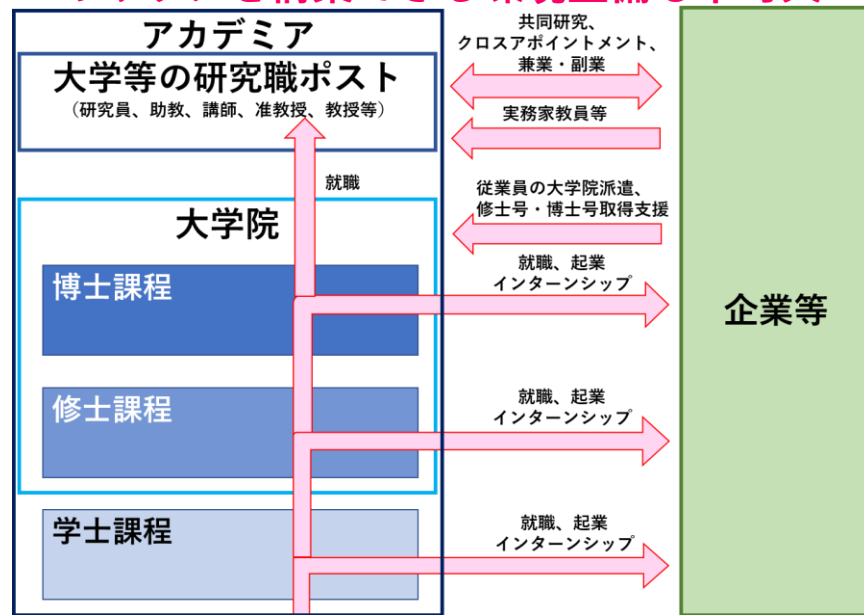 アカデミア
大学等の研究職ポスト
（研究員、助教、講師、准教授、教授等）
共同研究、
クロスアポイントメント、
兼業・副業
実務家教員等
就職
従業員の大学院派遣、
修士号・博士号取得支援
大学院
博士課程
就職、起業
インターンシップ
企業等
修士課程
就職、起業
インターンシップ
学士課程
就職、起業
インターンシップ